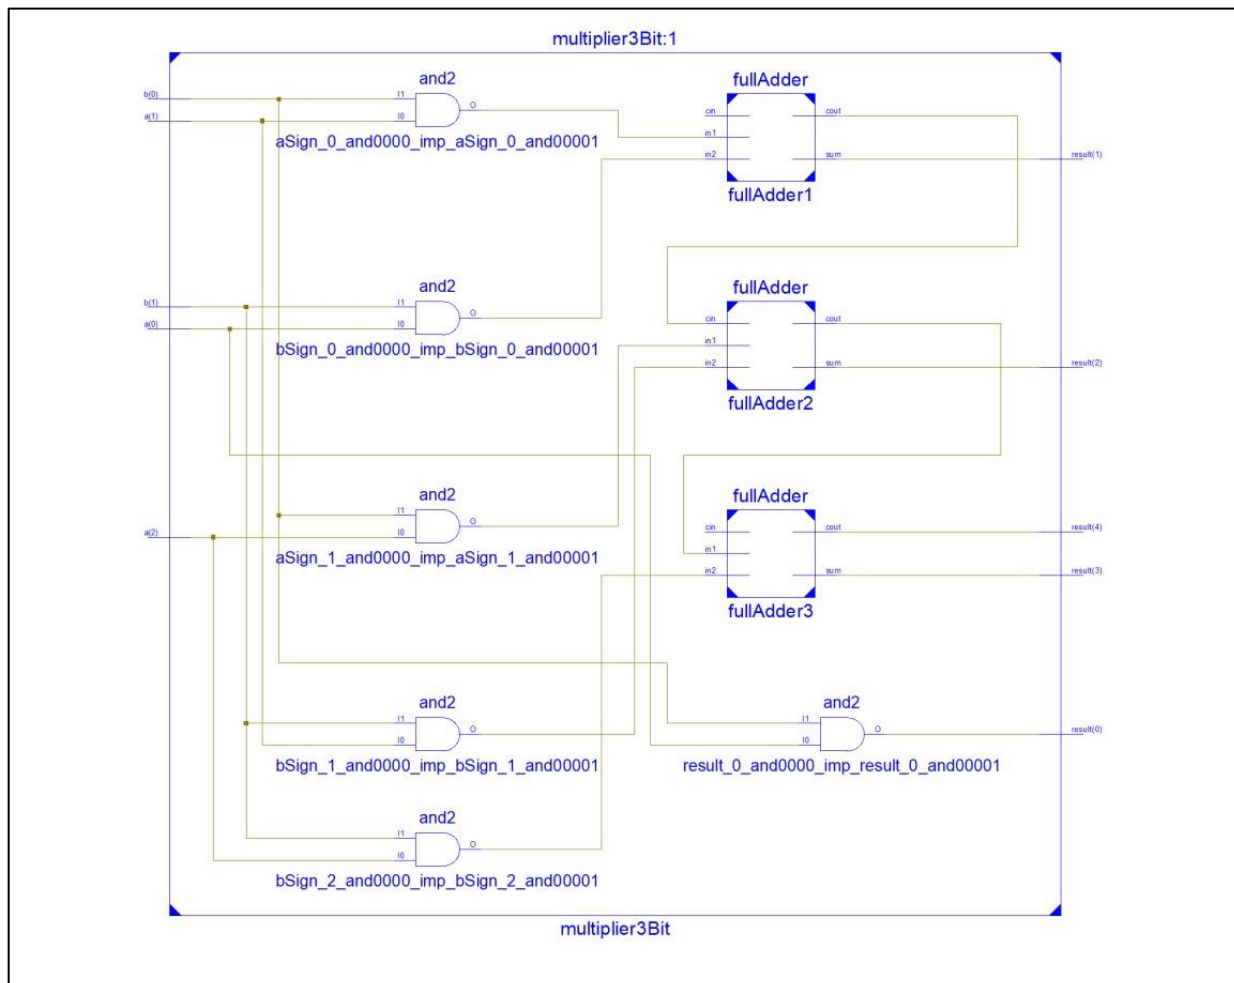 multiplier3Bit:1
and2
fullAdder
b(0)
I1
O
cin
cout
a(1)
I0
in1
aSign_0_and0000_imp_aSign_0_and00001
in2
sum
result(1)
fullAdder1
and2
fullAdder
b(1)
I1
O
cin
cout
a(0)
I0
in1
bSign_0_and0000_imp_bSign_0_and00001
in2
sum
result(2)
fullAdder2
and2
fullAdder
I1
O
cin
cout
result(4)
a(2)
I0
in1
aSign_1_and0000_imp_aSign_1_and00001
in2
sum
result(3)
fullAdder3
and2
and2
I1
O
I1
O
result(0)
I0
I0
bSign_1_and0000_imp_bSign_1_and00001
result_0_and0000_imp_result_0_and00001
and2
I1
O
I0
bSign_2_and0000_imp_bSign_2_and00001
multiplier3Bit